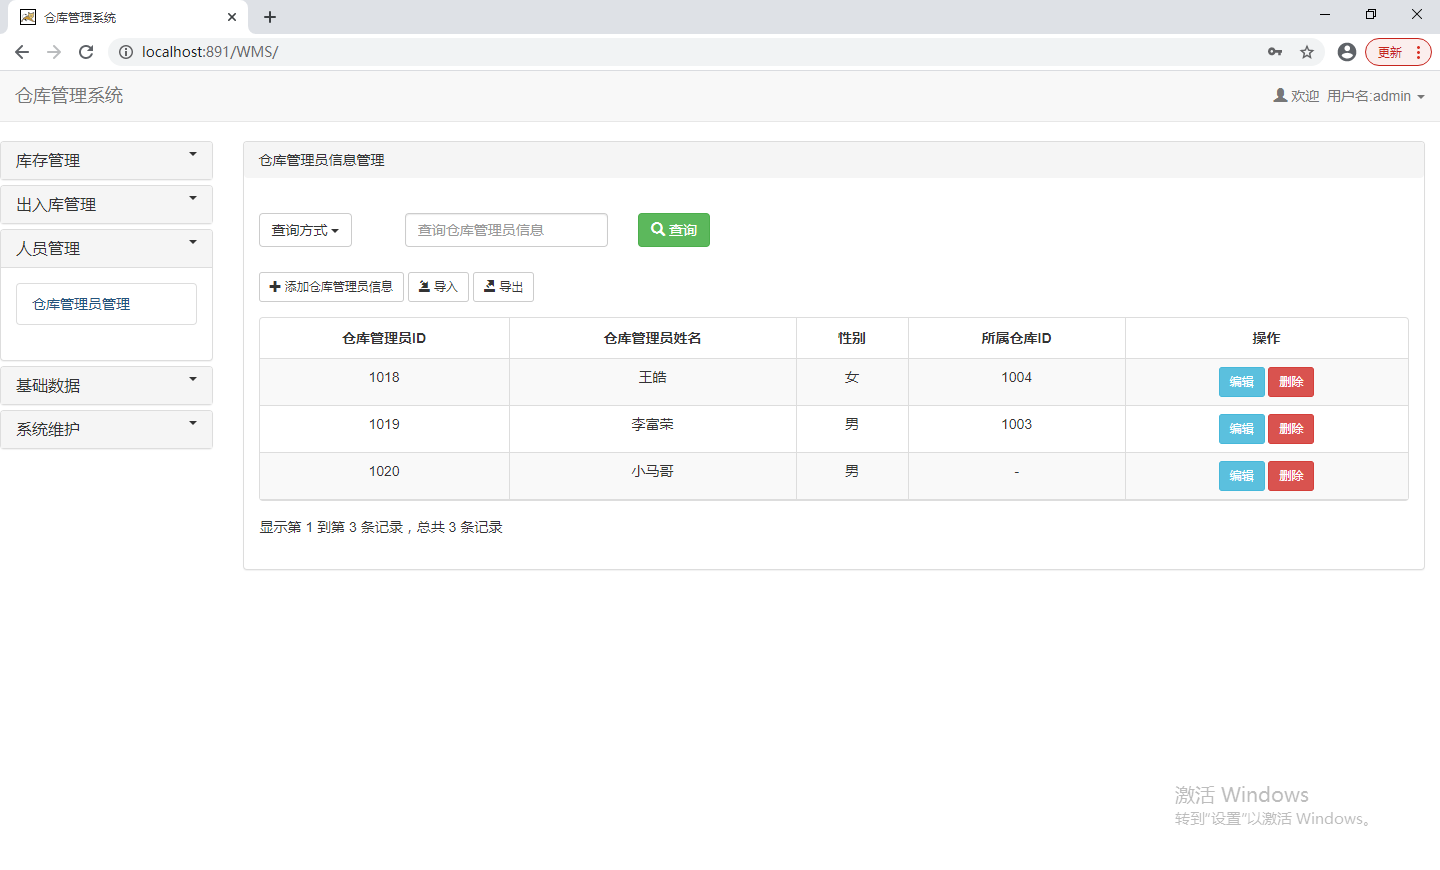 仓库管理系统
localhost:891/WMS/
更新
仓库管理系统
欢迎 用户名:admin
库存管理
出入库管理
人员管理
仓库管理员管理
基础数据
系统维护
仓库管理员信息管理
查询方式 查询仓库管理员信息 查询
添加仓库管理员信息 导入 导出
仓库管理员ID 仓库管理员姓名 性别 所属仓库ID 操作
1018 王皓 女 1004 编辑 删除
1019 李富荣 男 1003 编辑 删除
1020 小马哥 男 - 编辑 删除
显示第 1 到第 3 条记录，总共 3 条记录
激活 Windows
转到"设置"以激活 Windows。